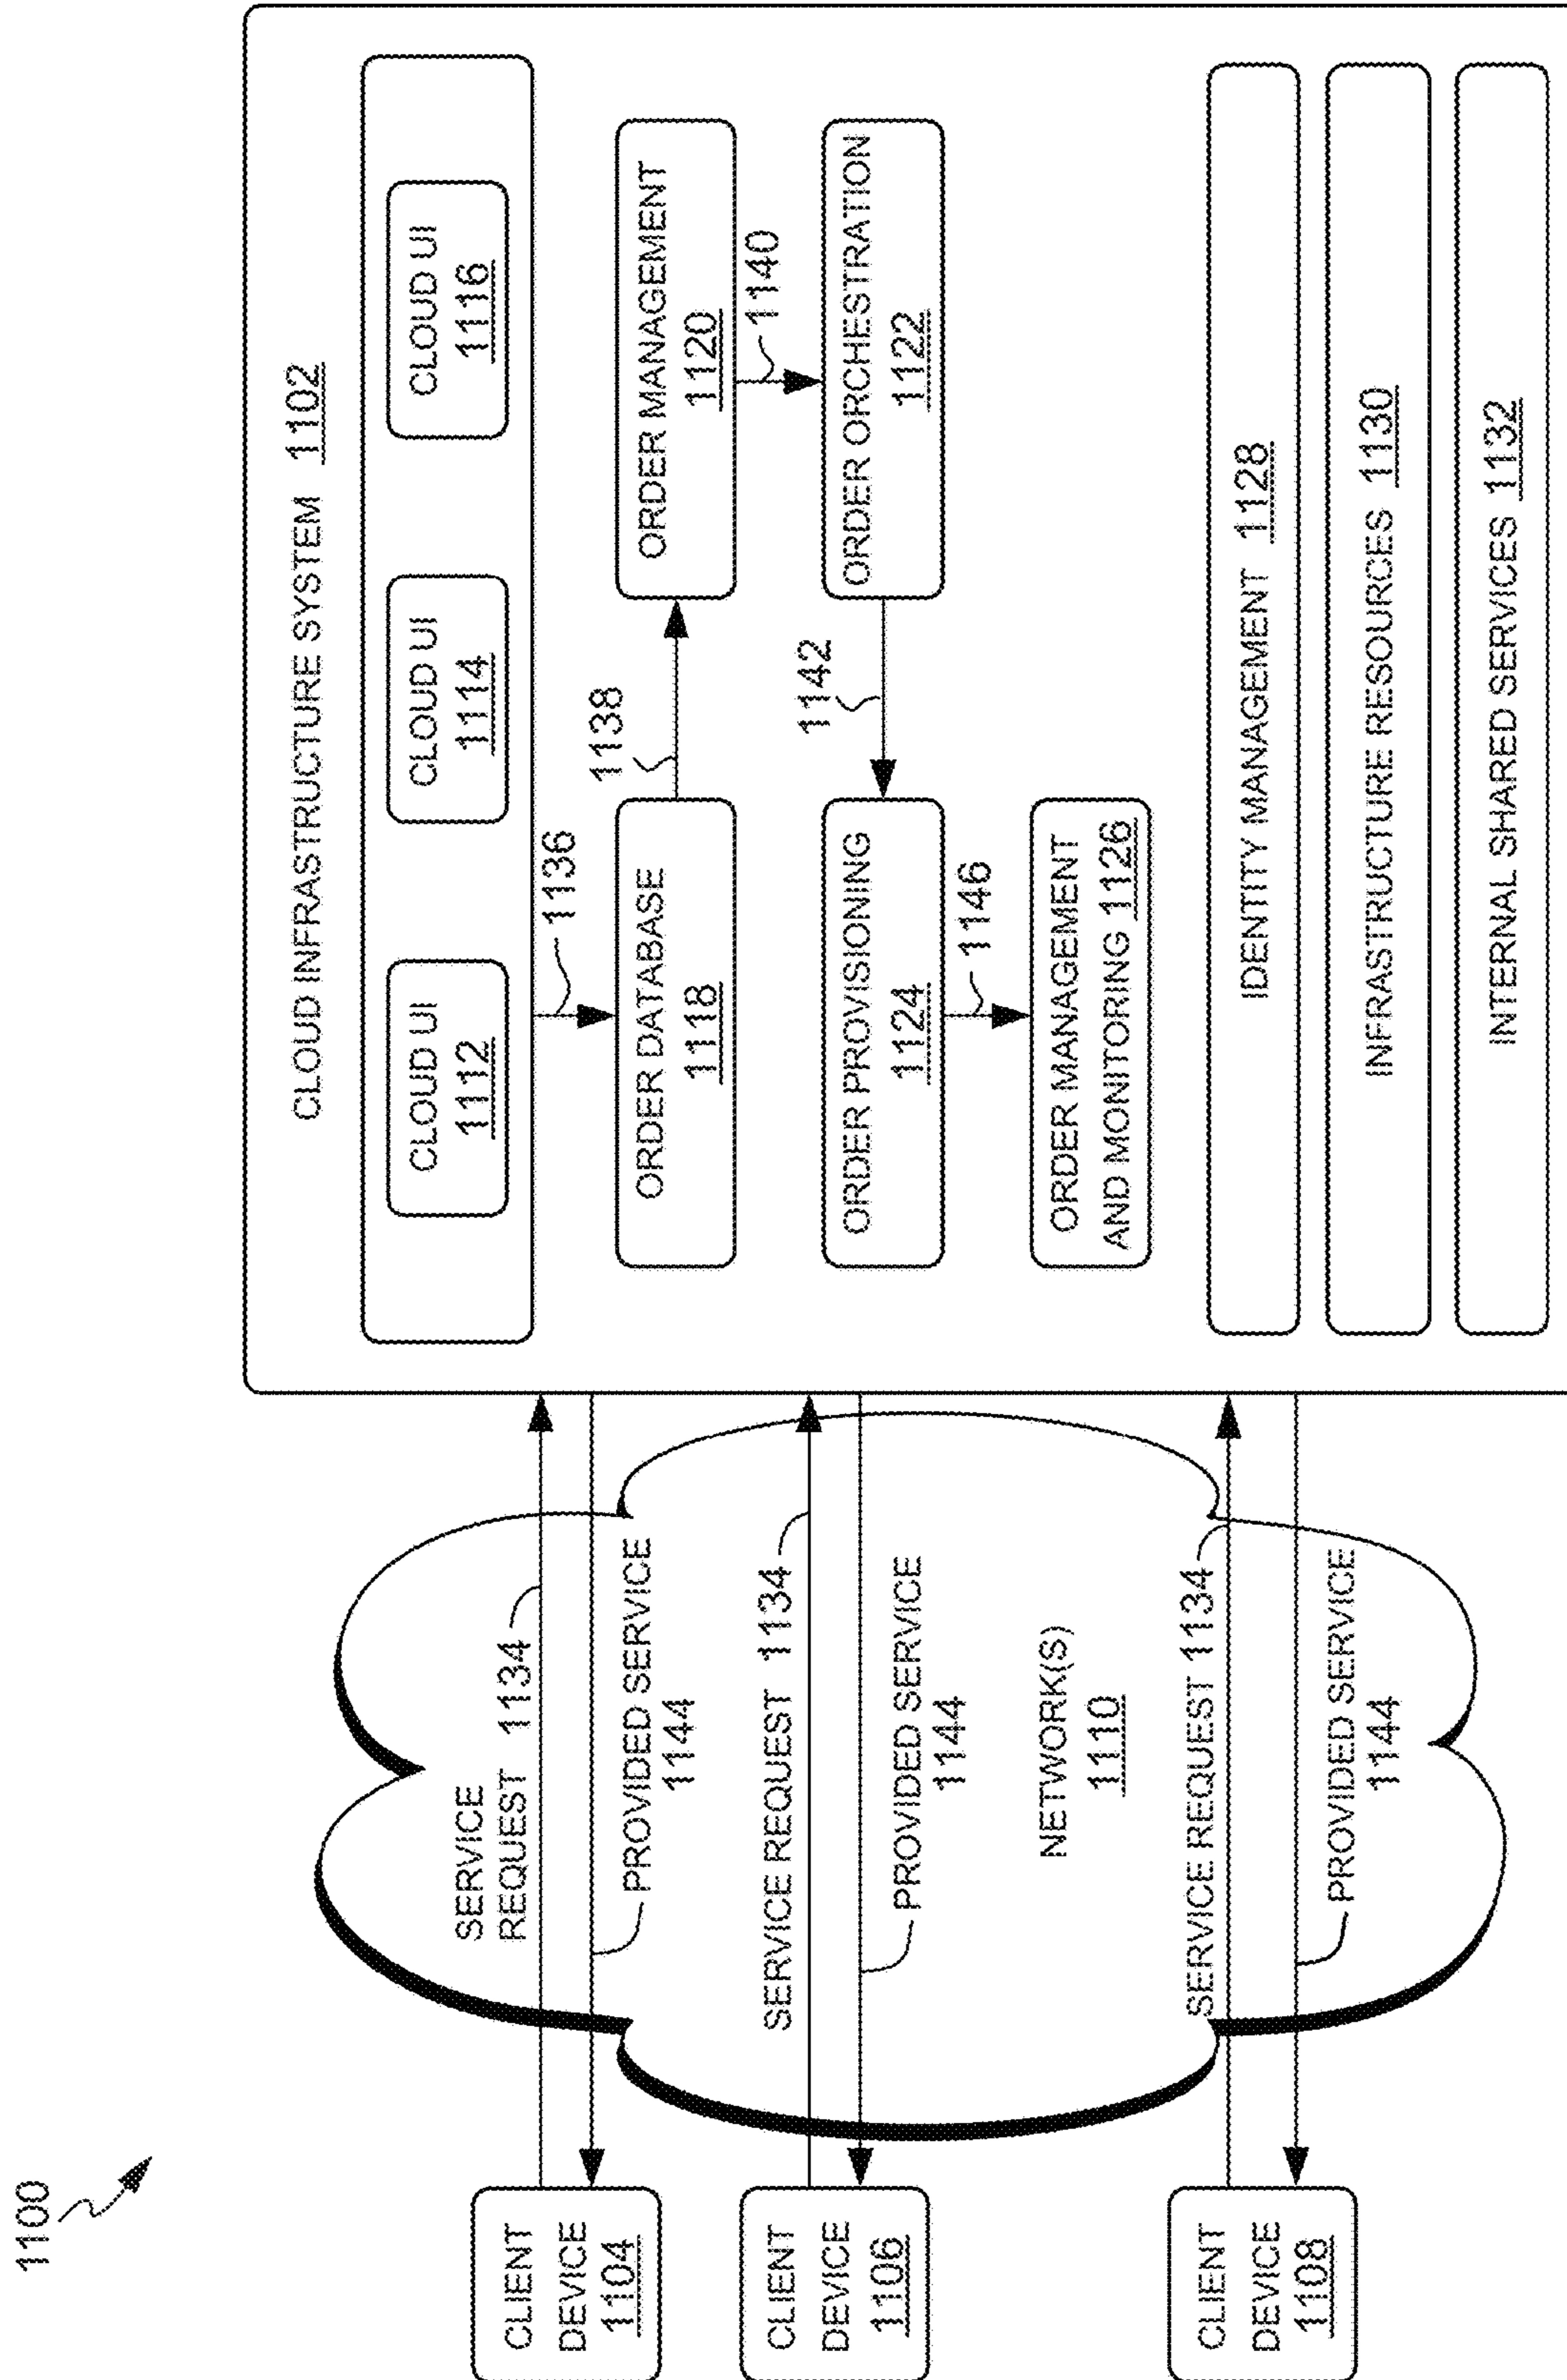 1100
CLIENT
DEVICE
1104
CLIENT
DEVICE
1106
CLIENT
DEVICE
1108
SERVICE
REQUEST 1134
PROVIDED SERVICE
1144
SERVICE REQUEST 1134
PROVIDED SERVICE
1144
NETWORK(S)
1110
SERVICE REQUEST 1134
PROVIDED SERVICE
1144
CLOUD INFRASTRUCTURE SYSTEM 1102
CLOUD UI
1112
CLOUD UI
1114
CLOUD UI
1116
1136
ORDER DATABASE
1118
1138
ORDER MANAGEMENT
1120
1140
ORDER PROVISIONING
1124
1142
ORDER ORCHESTRATION
1122
1146
ORDER MANAGEMENT
AND MONITORING 1126
IDENTITY MANAGEMENT 1128
INFRASTRUCTURE RESOURCES 1130
INTERNAL SHARED SERVICES 1132